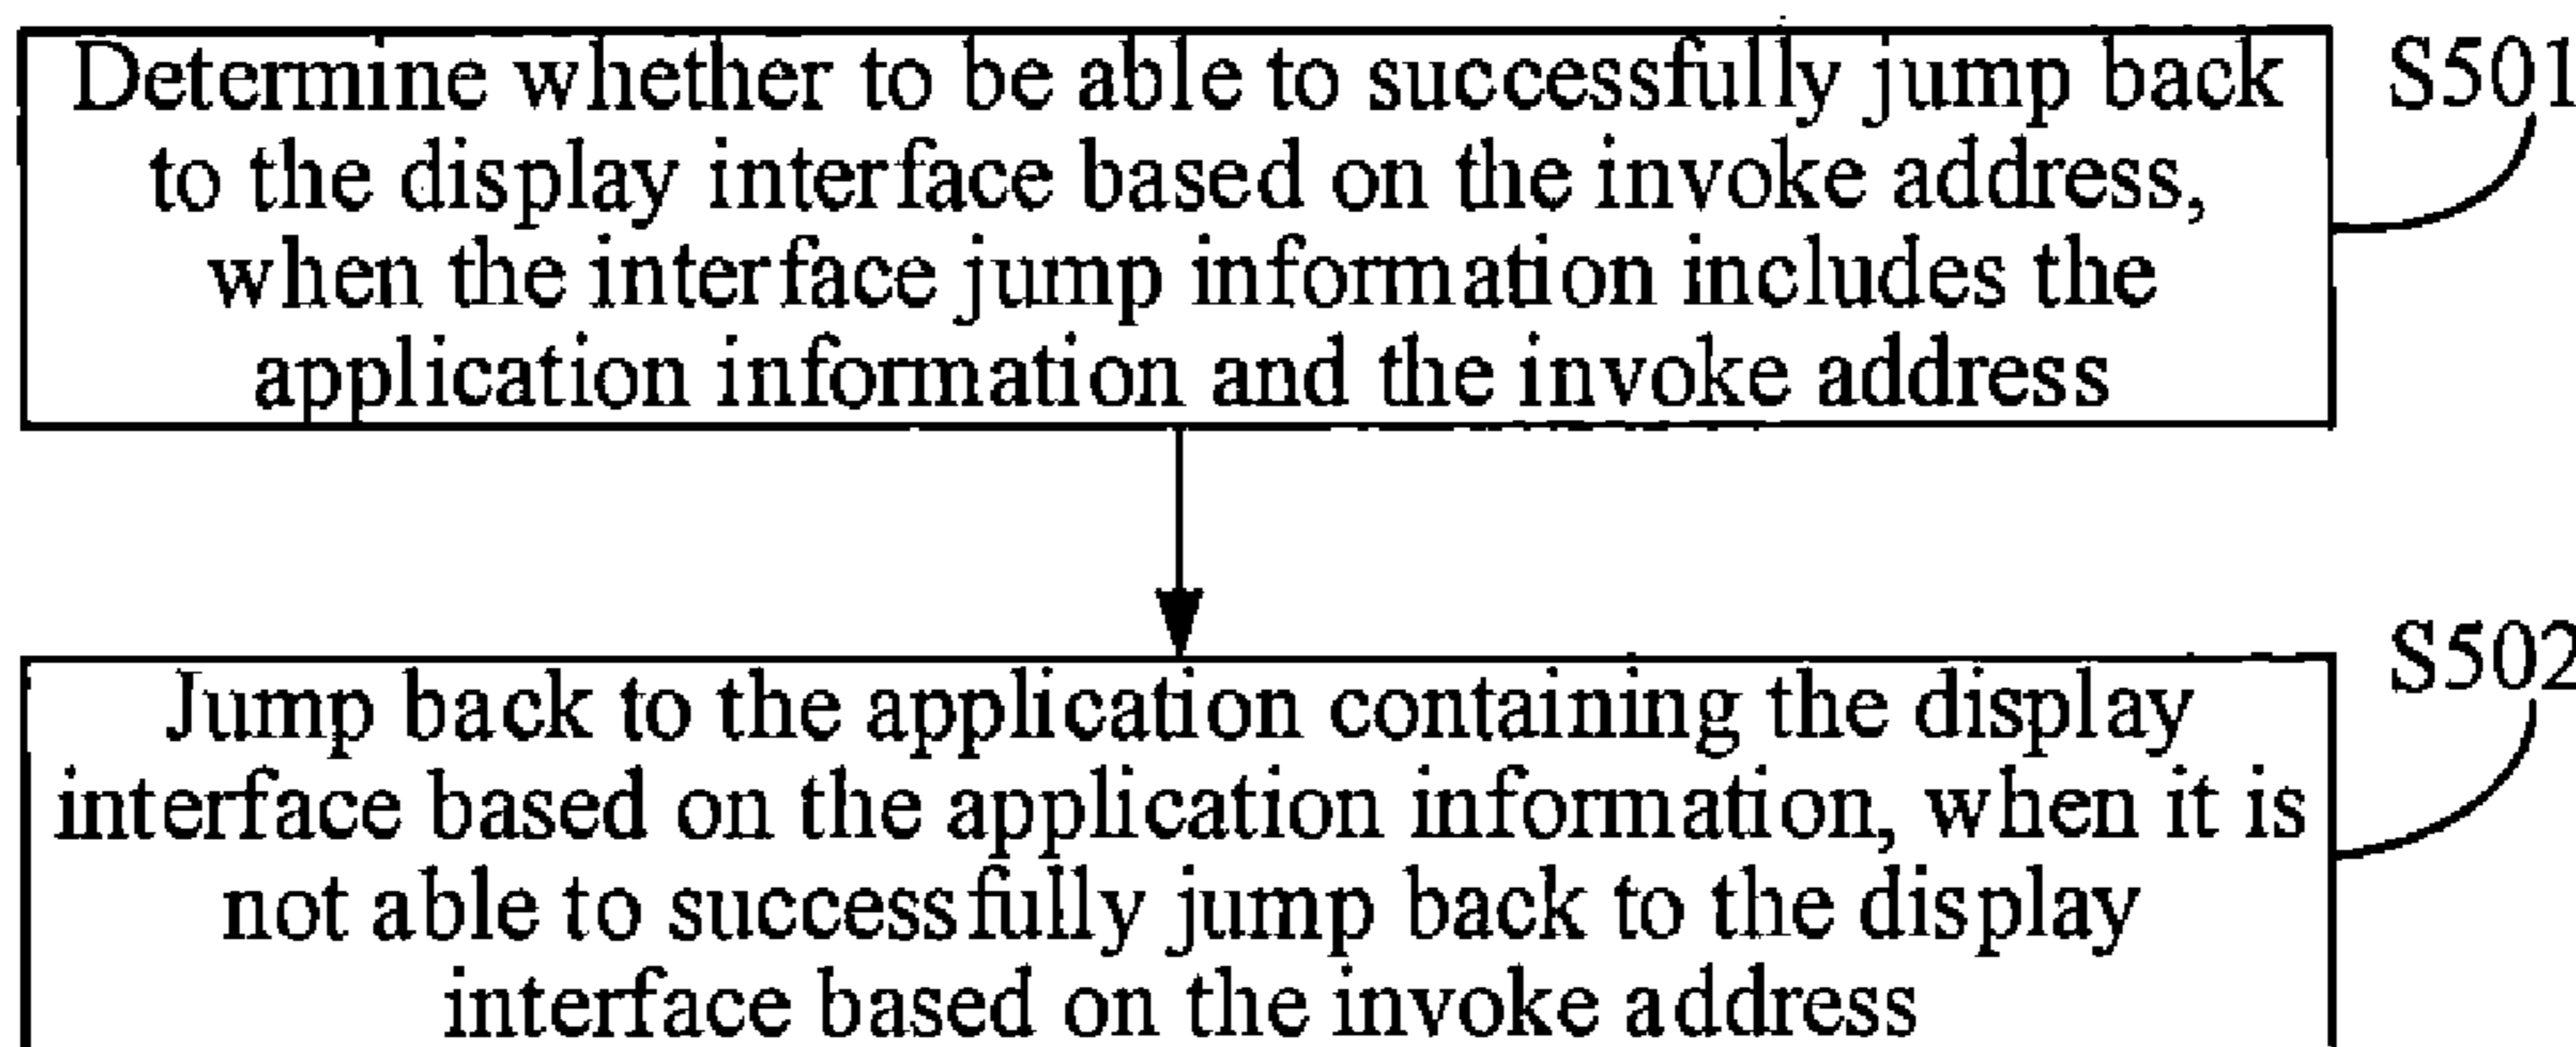 Determine whether to be able to successfully jump back
to the display interface based on the invoke address,
when the interface jump information includes the
application information and the invoke address
S501
Jump back to the application containing the display
interface based on the application information, when it is
not able to successfully jump back to the display
interface based on the invoke address
S502